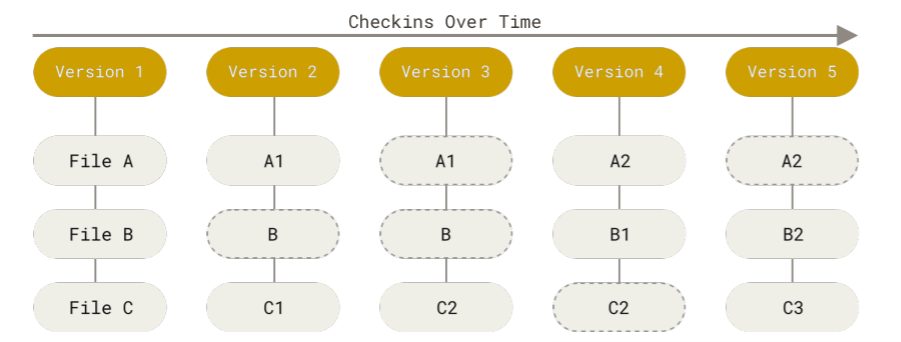 Checkins Over Time
Version 1 Version 2 Version 3 Version 4 Version 5
File A A1 A1 A2 A2
File B B B B1 B2
File C C1 C2 C2 C3